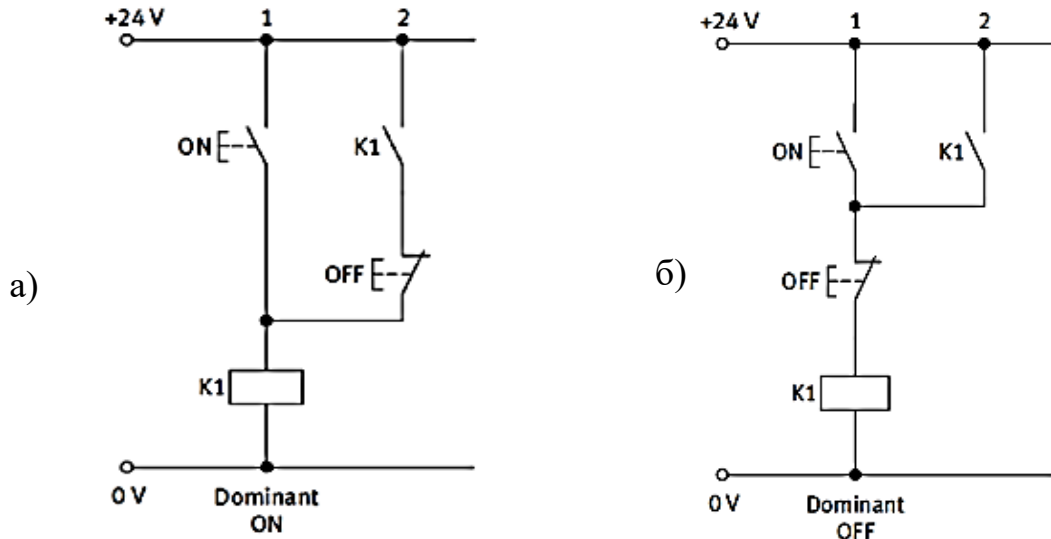 +24 V 1 2
ON K1
OFF
а)
K1
0 V Dominant
ON
+24 V 1 2
ON K1
б)
OFF
K1
0 V Dominant
OFF